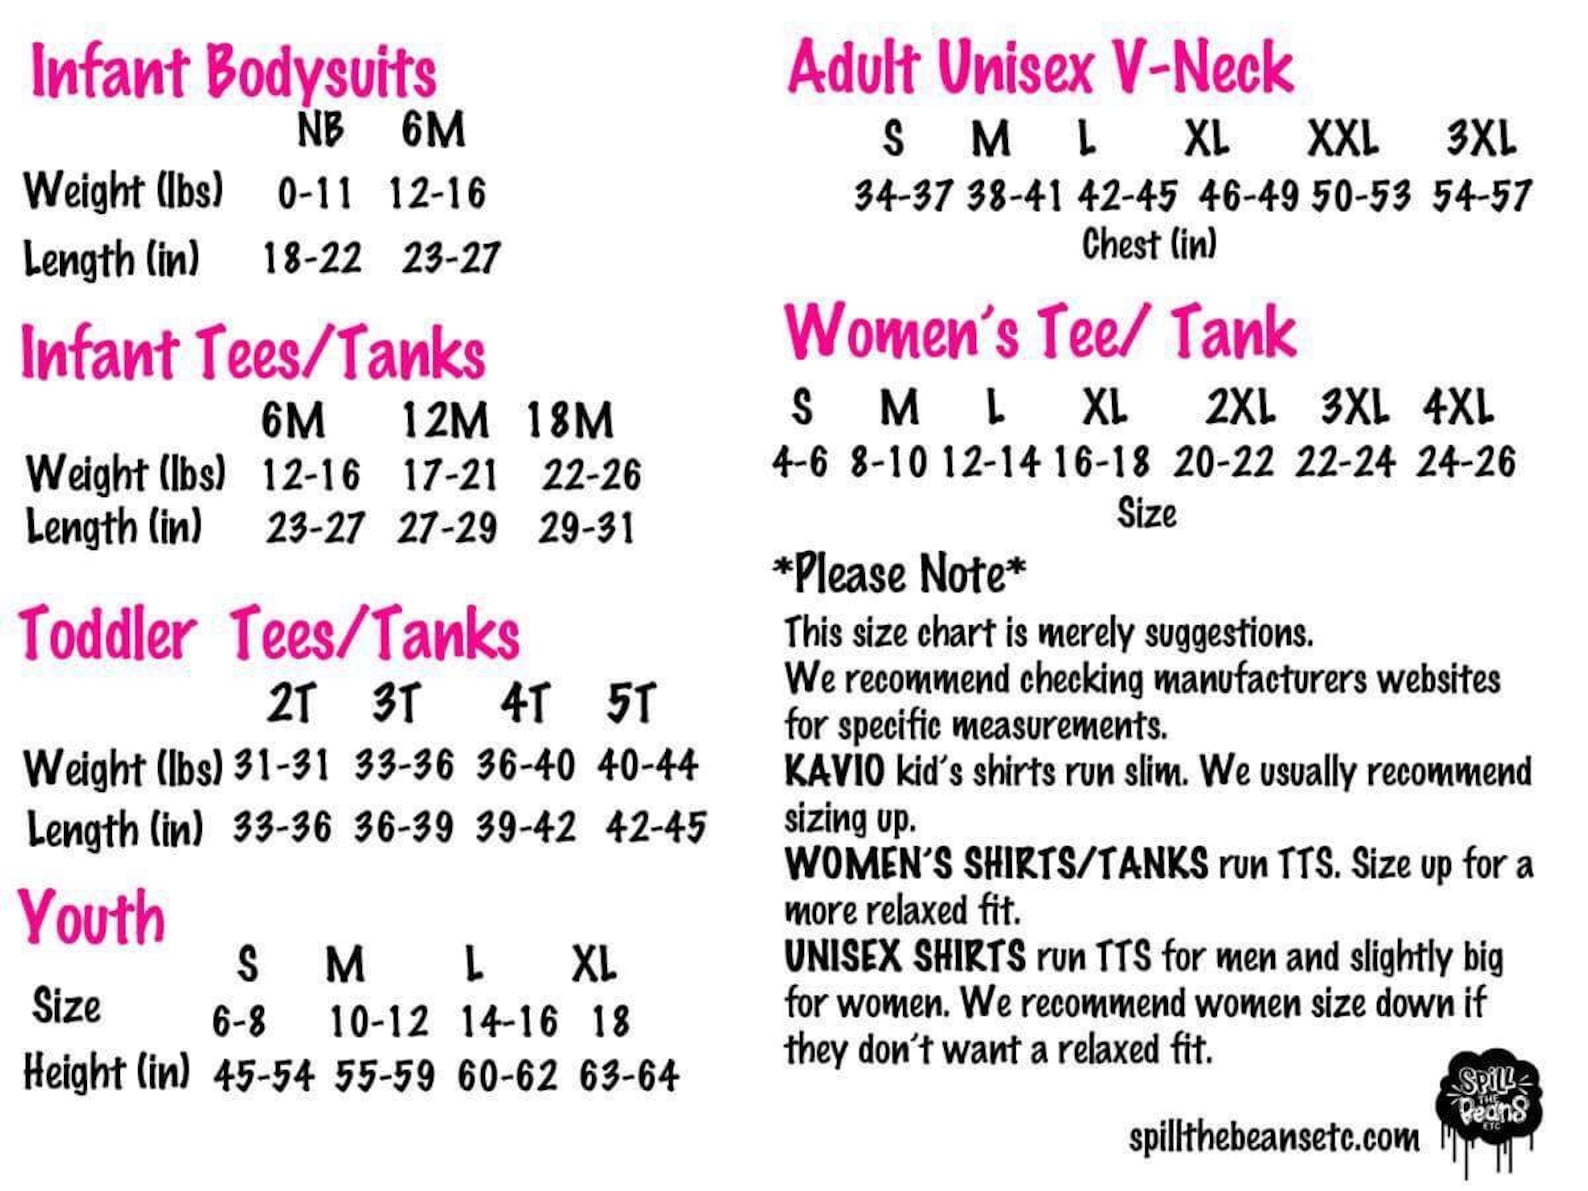 Infant Bodysuits
NB 6M
Weight (lbs) 0-11 12-16
Length (in) 18-22 23-27
Infant Tees/Tanks
6M 12M 18M
Weight (lbs) 12-16 17-21 22-26
Length (in) 23-27 27-29 29-31
Toddler Tees/Tanks
2T 3T 4T 5T
Weight (lbs) 31-31 33-36 36-40 40-44
Length (in) 33-36 36-39 39-42 42-45
Youth
S M L XL
Size 6-8 10-12 14-16 18
Height (in) 45-54 55-59 60-62 63-64
Adult Unisex V-Neck
S M L XL XXL 3XL
34-37 38-41 42-45 46-49 50-53 54-57
Chest (in)
Women's Tee/ Tank
S M L XL 2XL 3XL 4XL
4-6 8-10 12-14 16-18 20-22 22-24 24-26
Size
*Please Note*
This size chart is merely suggestions.
We recommend checking manufacturers websites
for specific measurements.
KAVIO kid's shirts run slim. We usually recommend
sizing up.
WOMEN'S SHIRTS/TANKS run TTS. Size up for a
more relaxed fit.
UNISEX SHIRTS run TTS for men and slightly big
for women. We recommend women size down if
they don't want a relaxed fit.
spillthebeansetc.com
SPiLL
THE
BeanS
ETC